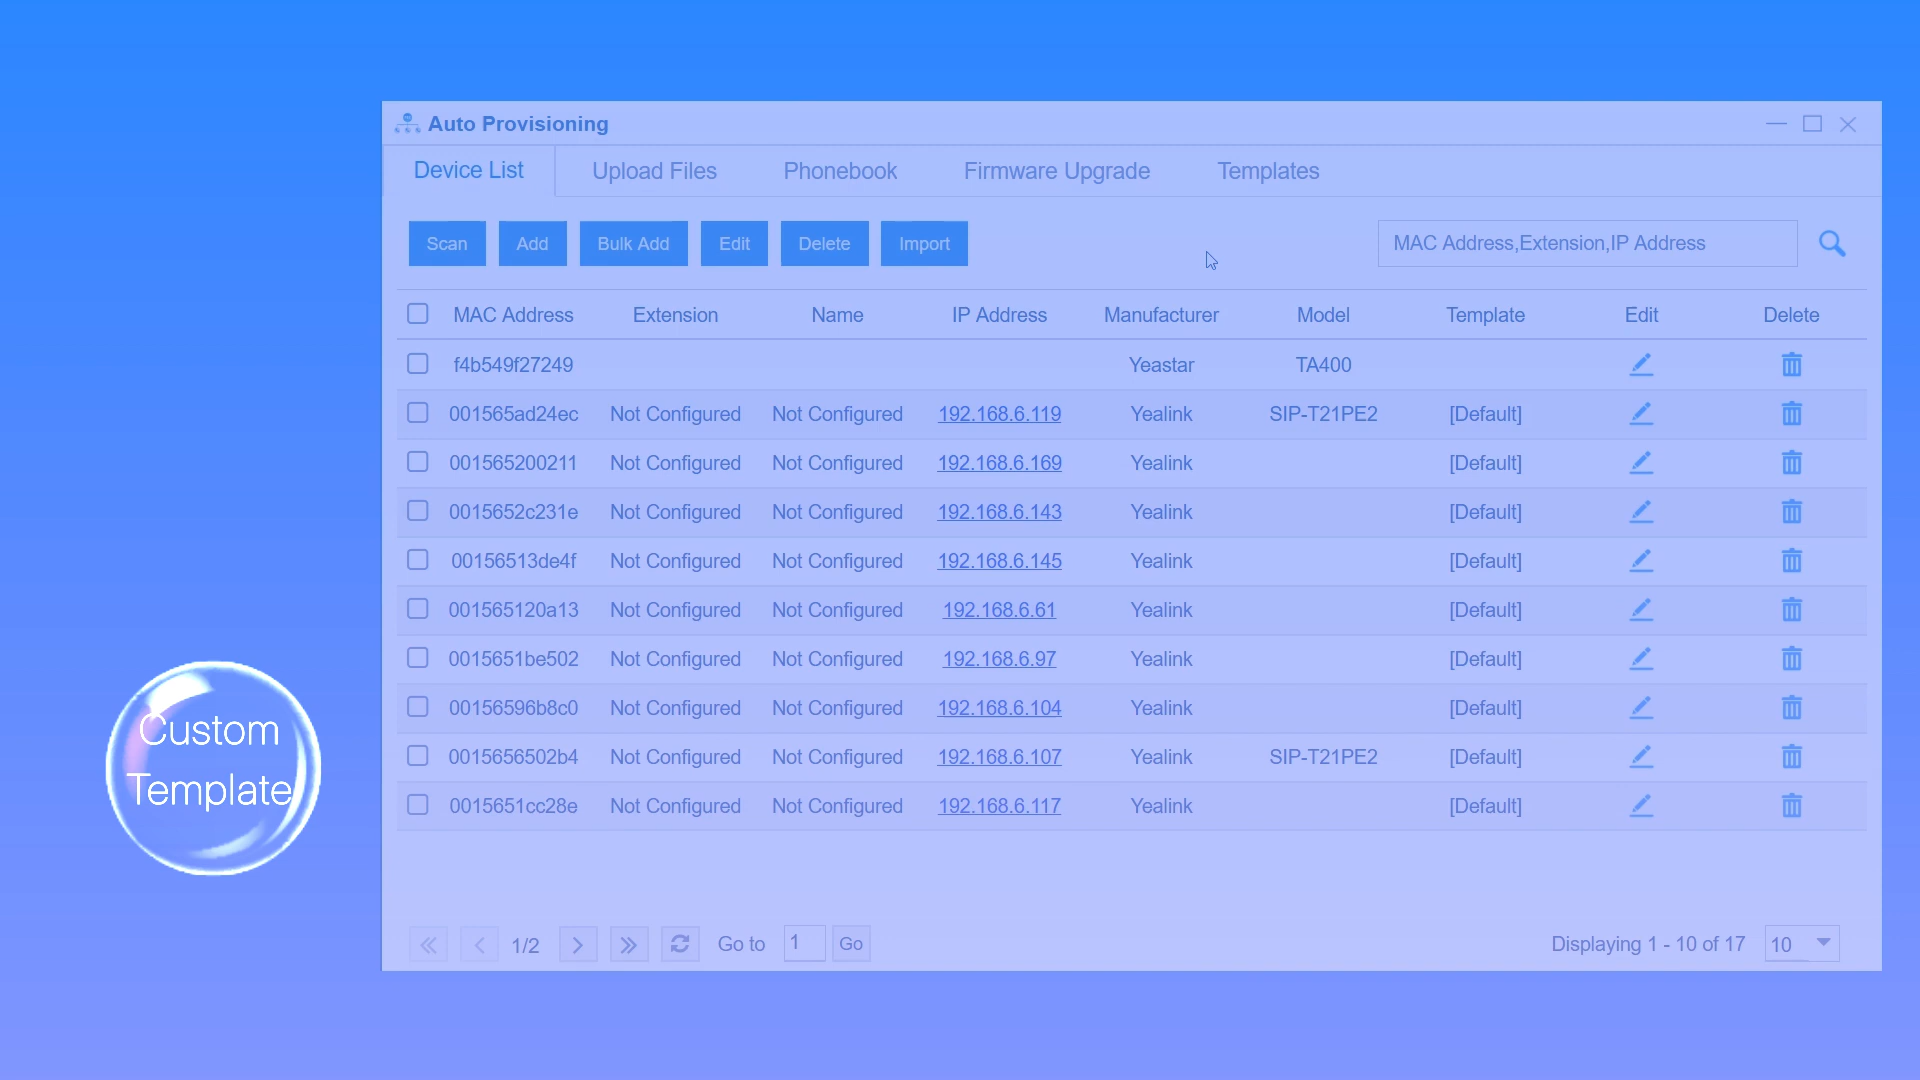 Auto Provisioning
Device List Upload Files Phonebook Firmware Upgrade Templates
Scan Add Bulk Add Edit Delete Import MAC Address,Extension,IP Address
MAC Address Extension Name IP Address Manufacturer Model Template Edit Delete
f4b549f27249 Yeastar TA400
001565ad24ec Not Configured Not Configured 192.168.6.119 Yealink SIP-T21PE2 [Default]
001565200211 Not Configured Not Configured 192.168.6.169 Yealink [Default]
0015652c231e Not Configured Not Configured 192.168.6.143 Yealink [Default]
00156513de4f Not Configured Not Configured 192.168.6.145 Yealink [Default]
001565120a13 Not Configured Not Configured 192.168.6.61 Yealink [Default]
0015651be502 Not Configured Not Configured 192.168.6.97 Yealink [Default]
00156596b8c0 Not Configured Not Configured 192.168.6.104 Yealink [Default]
0015656502b4 Not Configured Not Configured 192.168.6.107 Yealink SIP-T21PE2 [Default]
0015651cc28e Not Configured Not Configured 192.168.6.117 Yealink [Default]
1/2 Go to 1 Go Displaying 1 - 10 of 17 10
Custom
Template